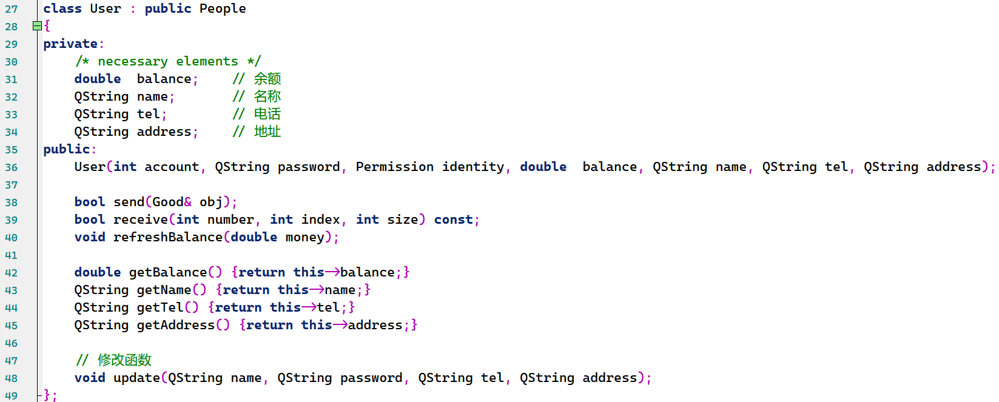 27 class User : public People
28 {
29 private:
30     /* necessary elements */
31     double  balance;    // 余额
32     QString name;       // 名称
33     QString tel;        // 电话
34     QString address;    // 地址
35 public:
36     User(int account, QString password, Permission identity, double  balance, QString name, QString tel, QString address);
37
38     bool send(Good& obj);
39     bool receive(int number, int index, int size) const;
40     void refreshBalance(double money);
41
42     double getBalance() {return this->balance;}
43     QString getName() {return this->name;}
44     QString getTel() {return this->tel;}
45     QString getAddress() {return this->address;}
46
47     // 修改函数
48     void update(QString name, QString password, QString tel, QString address);
49 };